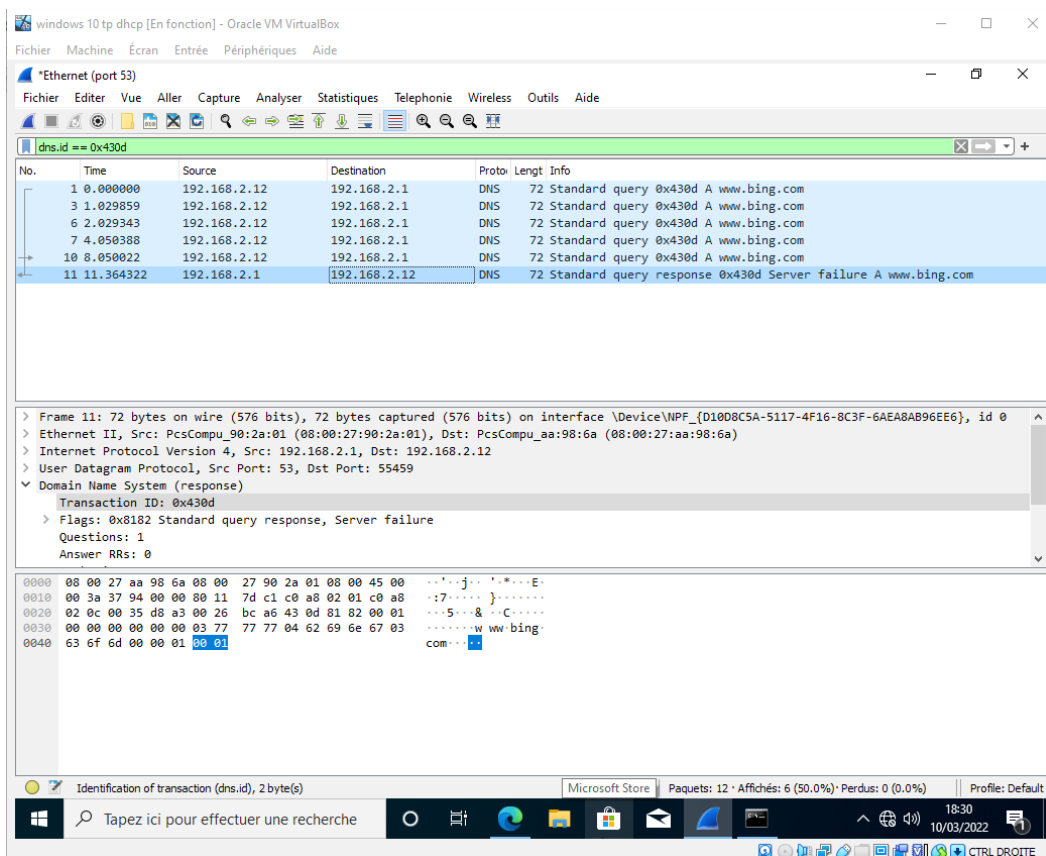 windows 10 tp dhcp [En fonction] - Oracle VM VirtualBox
Fichier Machine Écran Entrée Périphériques Aide
*Ethernet (port 53)
Fichier Editer Vue Aller Capture Analyser Statistiques Telephonie Wireless Outils Aide
dns.id == 0x430d
No. Time Source Destination Proto Lengt Info
1 0.000000 192.168.2.12 192.168.2.1 DNS 72 Standard query 0x430d A www.bing.com
3 1.029859 192.168.2.12 192.168.2.1 DNS 72 Standard query 0x430d A www.bing.com
6 2.029343 192.168.2.12 192.168.2.1 DNS 72 Standard query 0x430d A www.bing.com
7 4.050388 192.168.2.12 192.168.2.1 DNS 72 Standard query 0x430d A www.bing.com
10 8.050022 192.168.2.12 192.168.2.1 DNS 72 Standard query 0x430d A www.bing.com
11 11.364322 192.168.2.1 192.168.2.12 DNS 72 Standard query response 0x430d Server failure A www.bing.com
> Frame 11: 72 bytes on wire (576 bits), 72 bytes captured (576 bits) on interface \Device\NPF_{D10D8C5A-5117-4F16-8C3F-6AEA8AB96EE6}, id 0
> Ethernet II, Src: PcsCompu_90:2a:01 (08:00:27:90:2a:01), Dst: PcsCompu_aa:98:6a (08:00:27:aa:98:6a)
> Internet Protocol Version 4, Src: 192.168.2.1, Dst: 192.168.2.12
> User Datagram Protocol, Src Port: 53, Dst Port: 55459
Domain Name System (response)
Transaction ID: 0x430d
> Flags: 0x8182 Standard query response, Server failure
Questions: 1
Answer RRs: 0
0000 08 00 27 aa 98 6a 08 00 27 90 2a 01 08 00 45 00 ··'··j·· '·*···E·
0010 00 3a 37 94 00 00 80 11 7d c1 c0 a8 02 01 c0 a8 ·:7····· }·······
0020 02 0c 00 35 d8 a3 00 26 bc a6 43 0d 81 82 00 01 ···5···& ··C·····
0030 00 00 00 00 00 00 03 77 77 77 04 62 69 6e 67 03 ·······w ww·bing·
0040 63 6f 6d 00 00 01 00 01 com·····
Identification of transaction (dns.id), 2 byte(s)
Microsoft Store
Paquets: 12 · Affichés: 6 (50.0%) · Perdus: 0 (0.0%)
Profile: Default
Tapez ici pour effectuer une recherche
18:30
10/03/2022
1
CTRL DROITE